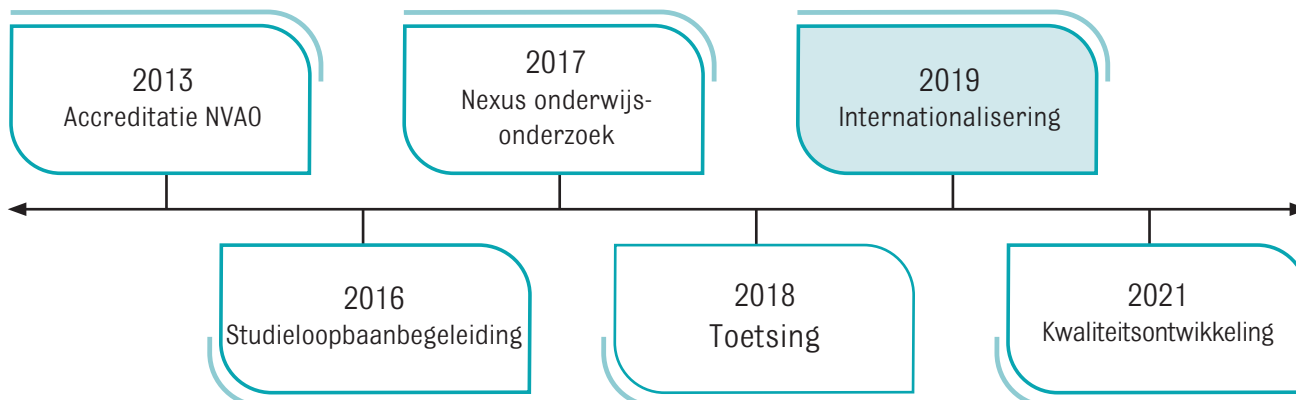 2013
Accreditatie NVAO
2016
Studieloopbaanbegeleiding
2017
Nexus onderwijs-
onderzoek
2018
Toetsing
2019
Internationalisering
2021
Kwaliteitsontwikkeling